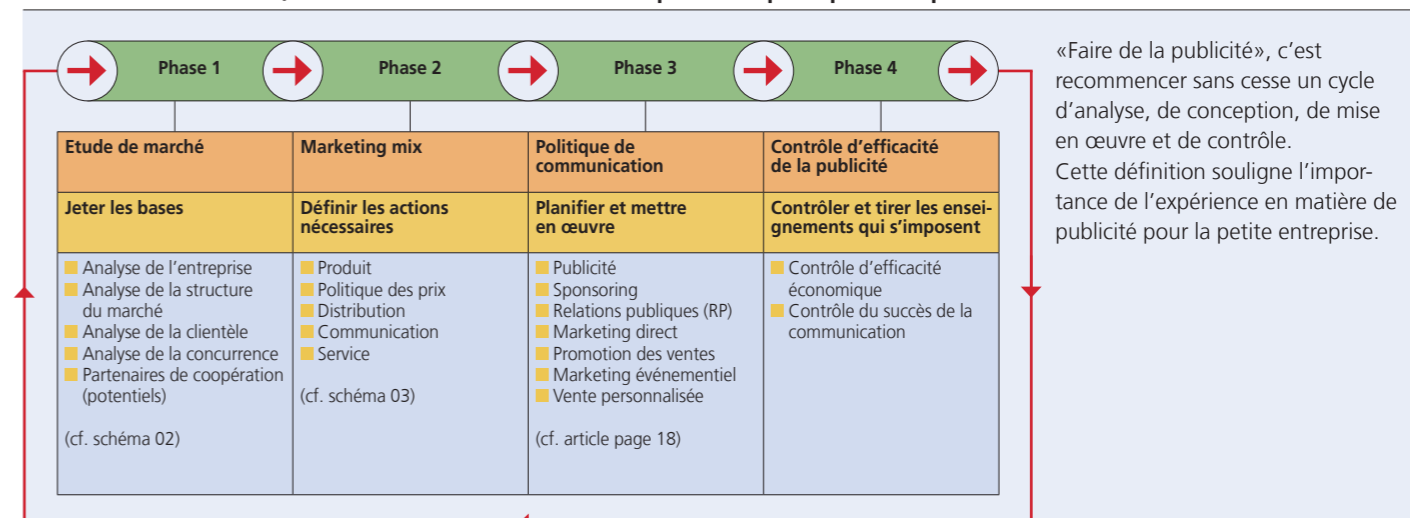 Phase 1
Phase 2
Phase 3
Phase 4
Etude de marché
Jeter les bases
Analyse de l'entreprise
Analyse de la structure
du marché
Analyse de la clientèle
Analyse de la concurrence
Partenaires de coopération
(potentiels)
(cf. schéma 02)
Marketing mix
Définir les actions
nécessaires
Produit
Politique des prix
Distribution
Communication
Service
(cf. schéma 03)
Politique de
communication
Planifier et mettre
en œuvre
Publicité
Sponsoring
Relations publiques (RP)
Marketing direct
Promotion des ventes
Marketing événementiel
Vente personnalisée
(cf. article page 18)
Contrôle d'efficacité
de la publicité
Contrôler et tirer les ensei-
gnements qui s'imposent
Contrôle d'efficacité
économique
Contrôle du succès de la
communication
«Faire de la publicité», c'est
recommencer sans cesse un cycle
d'analyse, de conception, de mise
en œuvre et de contrôle.
Cette définition souligne l'impor-
tance de l'expérience en matière de
publicité pour la petite entreprise.